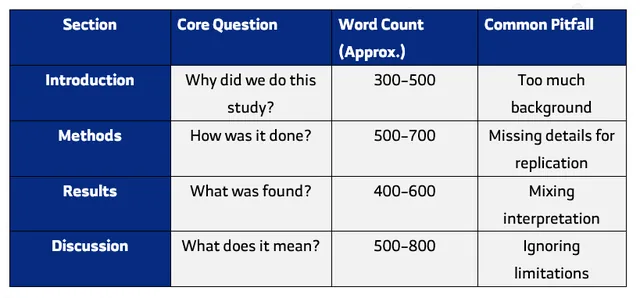 Section Core Question Word Count Common Pitfall
(Approx.)
Introduction Why did we do this 300–500 Too much
study? background
Methods How was it done? 500–700 Missing details for
replication
Results What was found? 400–600 Mixing
interpretation
Discussion What does it mean? 500–800 Ignoring
limitations